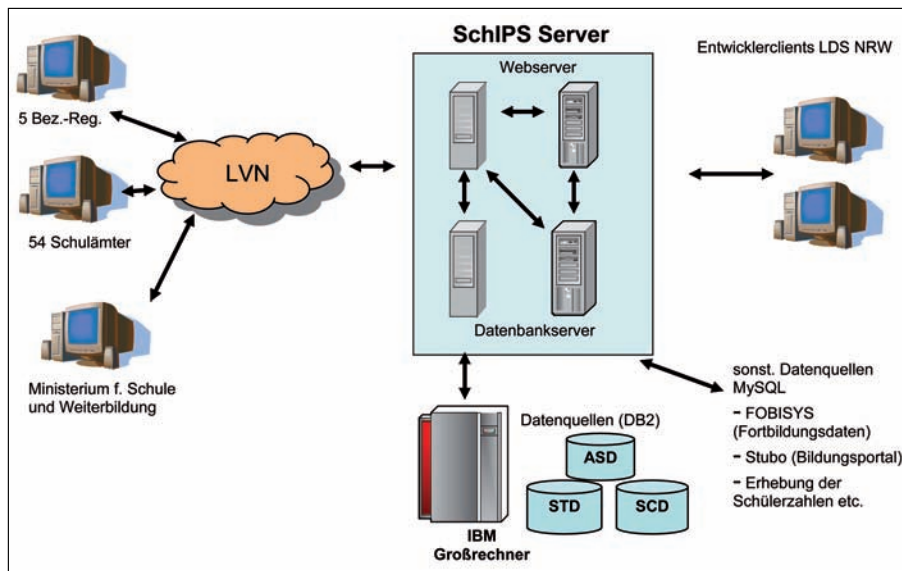 SchIPS Server
Webserver
Datenbankserver
5 Bez.-Reg.
54 Schulämter
Ministerium f. Schule
und Weiterbildung
LVN
Entwicklerclients LDS NRW
sonst. Datenquellen
MySQL
- FOBISYS
(Fortbildungsdaten)
- Stubo (Bildungsportal)
- Erhebung der
Schülerzahlen etc.
Datenquellen (DB2)
ASD
STD
SCD
IBM
Großrechner